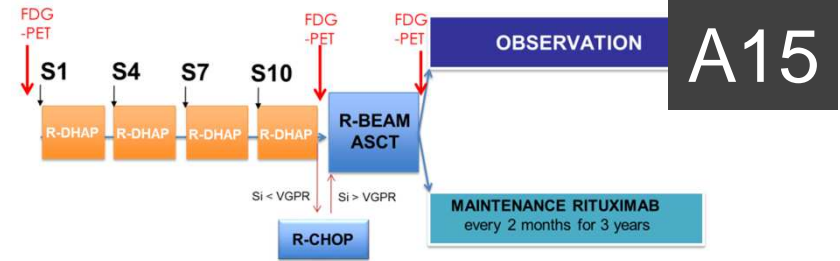 FDG
-PET
FDG
-PET
FDG
-PET
OBSERVATION
A15
S1
S4
S7
S10
R-DHAP
R-DHAP
R-DHAP
R-DHAP
R-BEAM
ASCT
Si < VGPR
Si > VGPR
R-CHOP
MAINTENANCE RITUXIMAB
every 2 months for 3 years